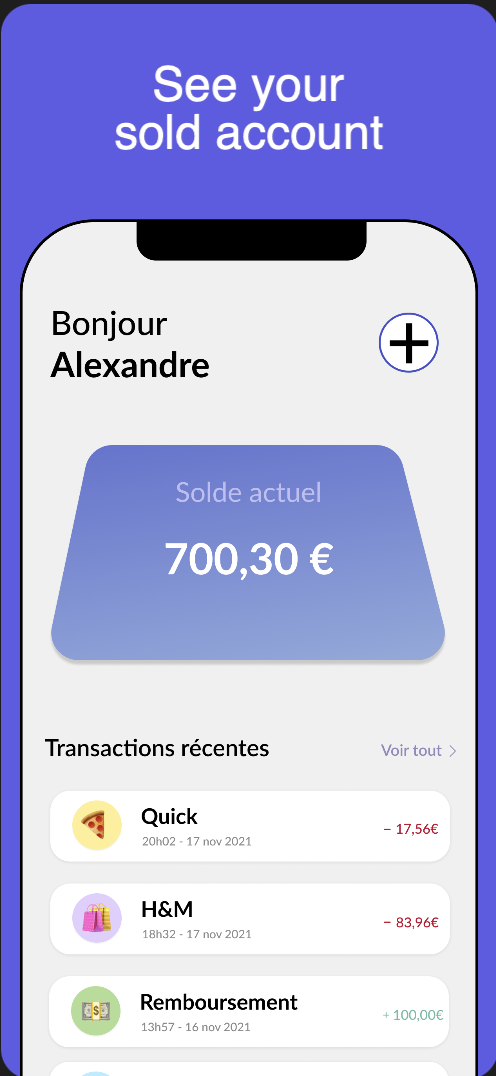 See your
sold account
Bonjour
Alexandre
Solde actuel
700,30 €
Transactions récentes
Voir tout >
Quick
20h02 - 17 nov 2021
− 17,56€
H&M
18h32 - 17 nov 2021
− 83,96€
Remboursement
13h57 - 16 nov 2021
+ 100,00€